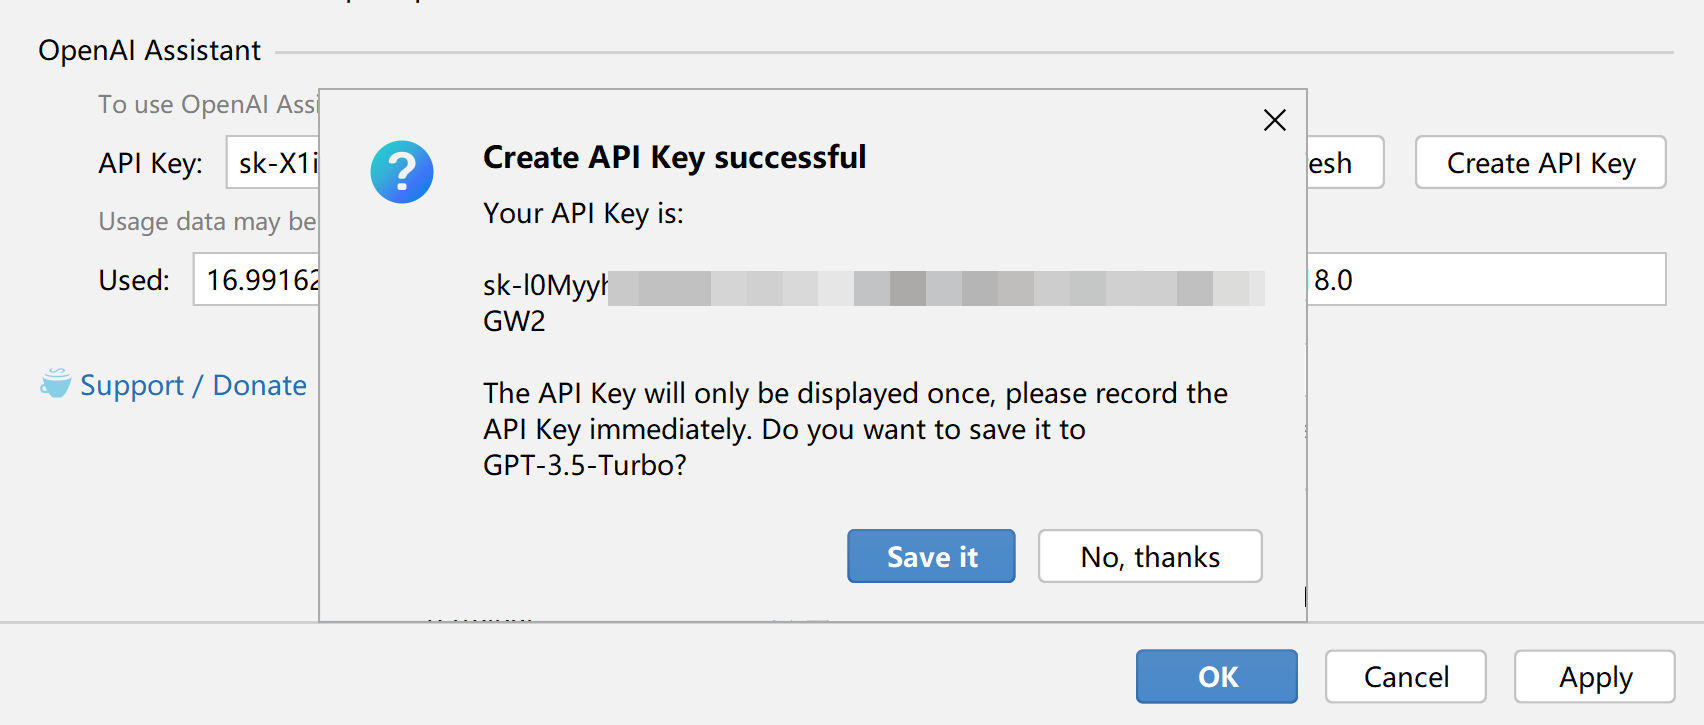 OpenAI Assistant
To use OpenAI Assi
API Key: sk-X1i esh Create API Key
Usage data may be
Used: 16.99162 8.0
Support / Donate
Create API Key successful
Your API Key is:
sk-l0Myyh
GW2
The API Key will only be displayed once, please record the
API Key immediately. Do you want to save it to
GPT-3.5-Turbo?
Save it No, thanks
OK Cancel Apply